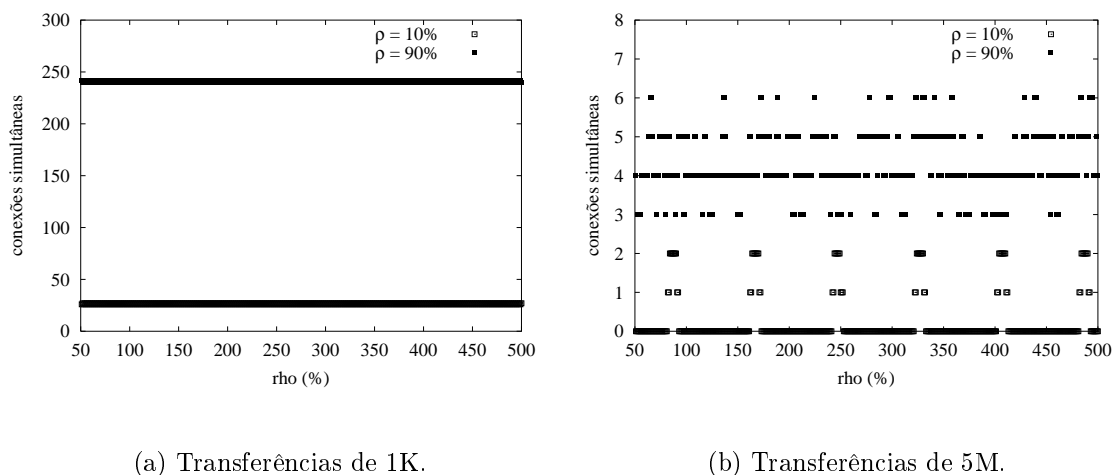 300
250
200
150
100
50
0
conexões simultâneas
ρ = 10%
ρ = 90%
50 100 150 200 250 300 350 400 450 500
rho (%)
(a) Transferências de 1K.
8
7
6
5
4
3
2
1
0
conexões simultâneas
ρ = 10%
ρ = 90%
50 100 150 200 250 300 350 400 450 500
rho (%)
(b) Transferências de 5M.